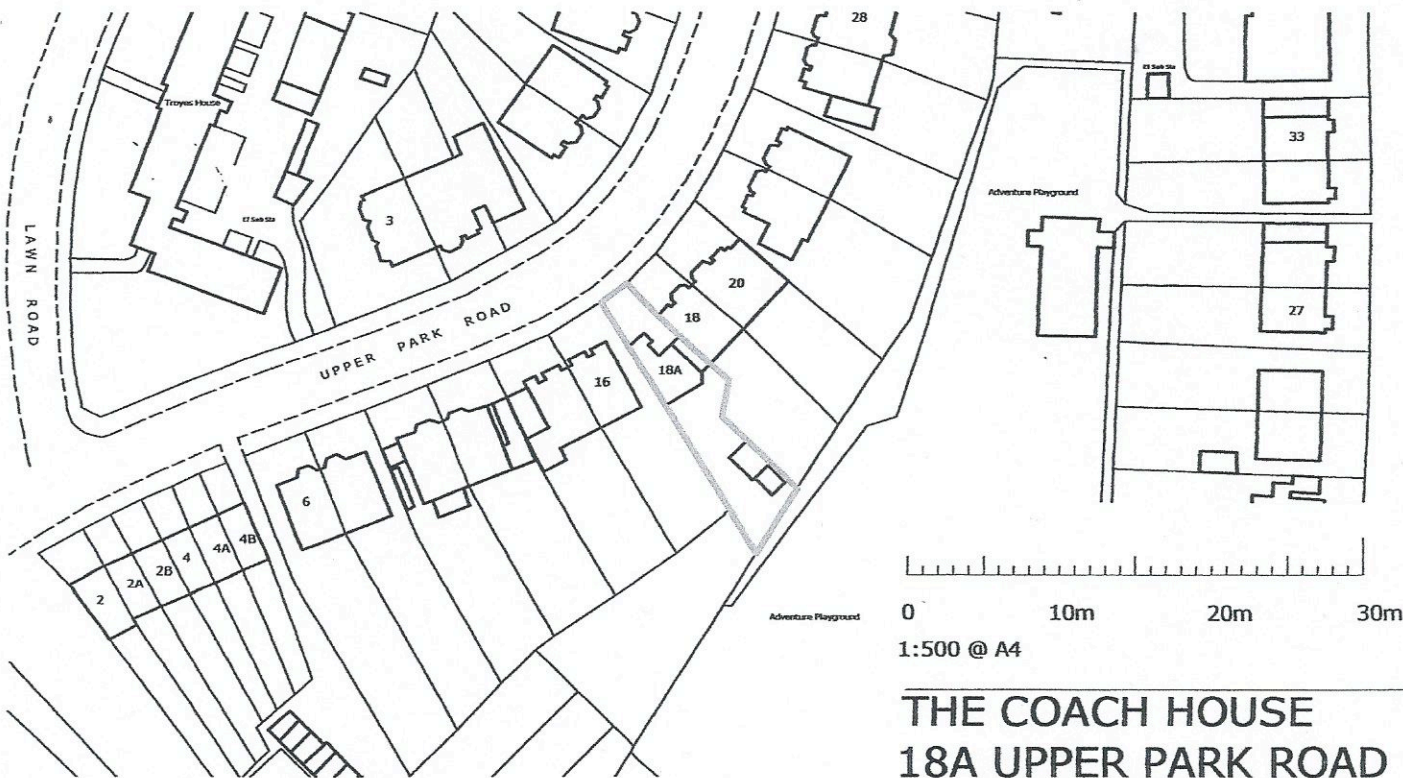 28
El Sub Sta
Troyes House
33
Adventure Playground
3
El Sub Sta
LAWN ROAD
20
27
18
UPPER PARK ROAD
18A
16
6
4B
4A
4
2B
2A
2
Adventure Playground
0 10m 20m 30m
1:500 @ A4
THE COACH HOUSE
18A UPPER PARK ROAD